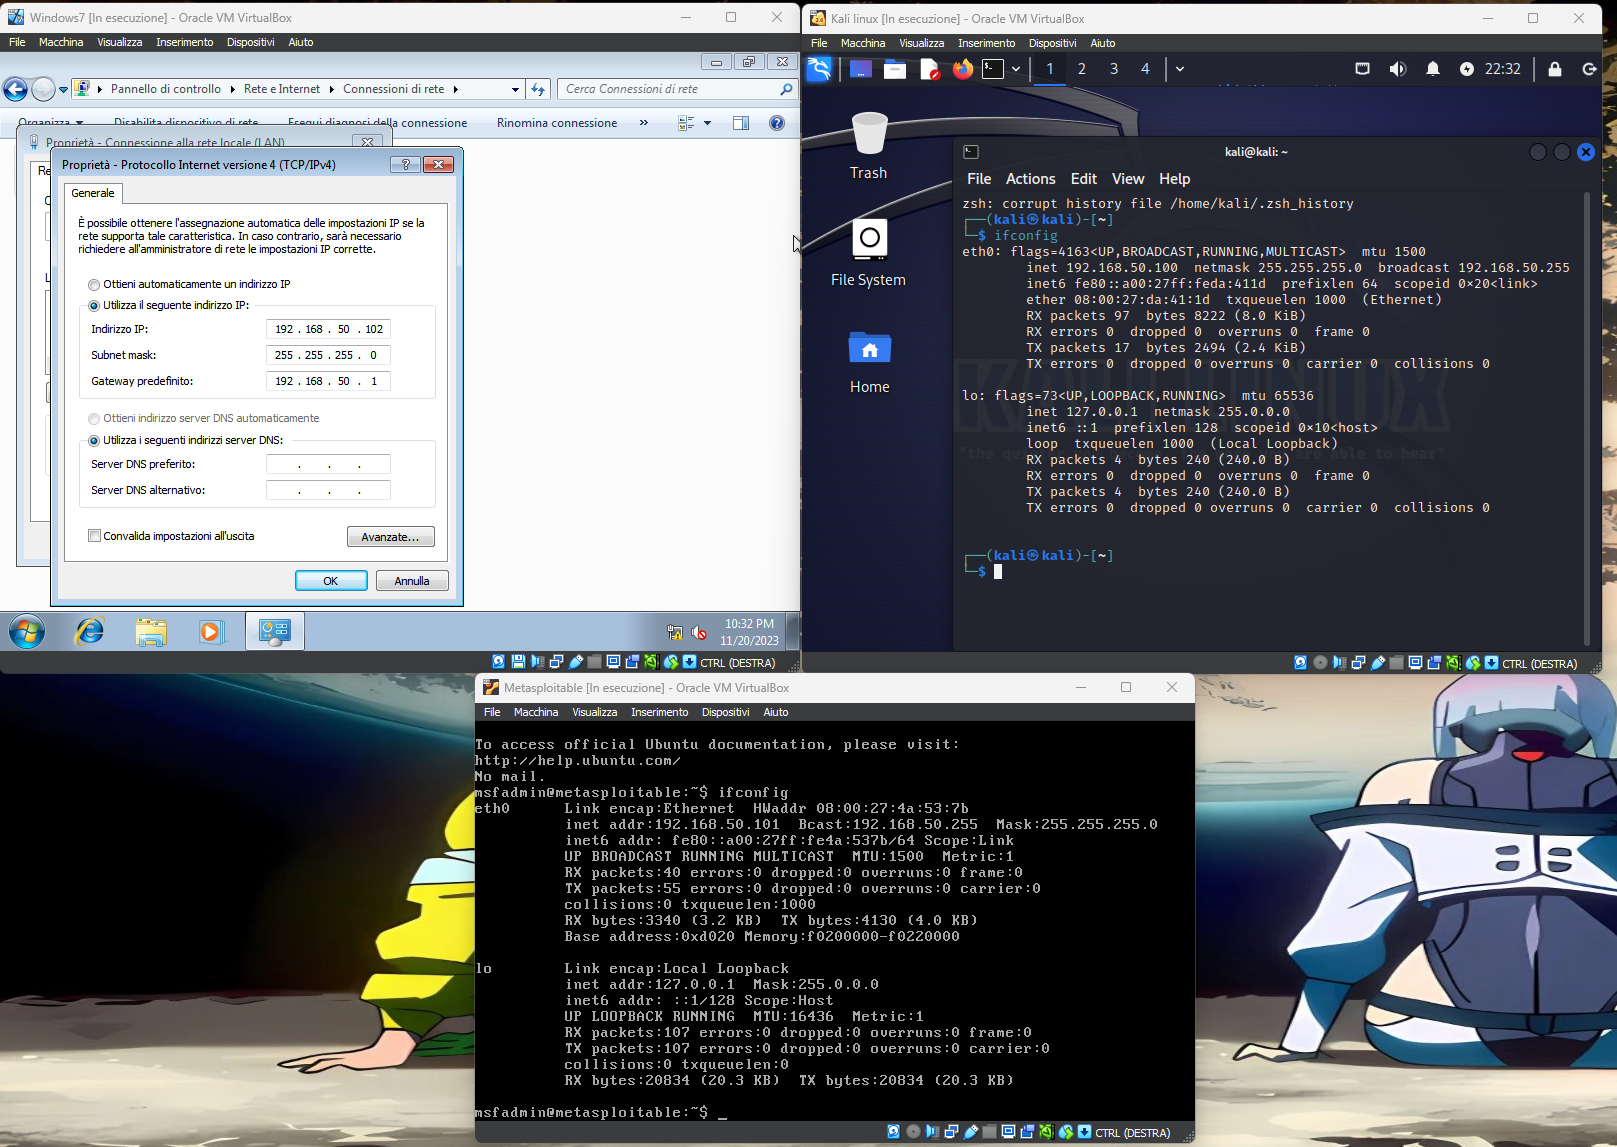 Windows7 [In esecuzione] - Oracle VM VirtualBox
File Macchina Visualizza Inserimento Dispositivi Aiuto
Pannello di controllo Rete e Internet Connessioni di rete
Cerca Connessioni di rete
Organizza Disabilita dispositivo di rete Esegui diagnosi della connessione Rinomina connessione »
Proprietà - Connessione alla rete locale (LAN)
Re
Proprietà - Protocollo Internet versione 4 (TCP/IPv4)
Generale
È possibile ottenere l'assegnazione automatica delle impostazioni IP se la
rete supporta tale caratteristica. In caso contrario, sarà necessario
richiedere all'amministratore di rete le impostazioni IP corrette.
Ottieni automaticamente un indirizzo IP
Utilizza il seguente indirizzo IP:
Indirizzo IP: 192 . 168 . 50 . 102
Subnet mask: 255 . 255 . 255 . 0
Gateway predefinito: 192 . 168 . 50 . 1
Ottieni indirizzo server DNS automaticamente
Utilizza i seguenti indirizzi server DNS:
Server DNS preferito: . . .
Server DNS alternativo: . . .
Convalida impostazioni all'uscita
Avanzate...
OK Annulla
10:32 PM
11/20/2023
CTRL (DESTRA)
Kali linux [In esecuzione] - Oracle VM VirtualBox
File Macchina Visualizza Inserimento Dispositivi Aiuto
1 2 3 4 22:32
Trash
File System
Home
kali@kali: ~
File Actions Edit View Help
zsh: corrupt history file /home/kali/.zsh_history
┌──(kali㉿kali)-[~]
└─$ ifconfig
eth0: flags=4163<UP,BROADCAST,RUNNING,MULTICAST>  mtu 1500
inet 192.168.50.100  netmask 255.255.255.0  broadcast 192.168.50.255
inet6 fe80::a00:27ff:feda:411d  prefixlen 64  scopeid 0×20<link>
ether 08:00:27:da:41:1d  txqueuelen 1000  (Ethernet)
RX packets 97  bytes 8222 (8.0 KiB)
RX errors 0  dropped 0  overruns 0  frame 0
TX packets 17  bytes 2494 (2.4 KiB)
TX errors 0  dropped 0 overruns 0  carrier 0  collisions 0
lo: flags=73<UP,LOOPBACK,RUNNING>  mtu 65536
inet 127.0.0.1  netmask 255.0.0.0
inet6 ::1  prefixlen 128  scopeid 0×10<host>
loop  txqueuelen 1000  (Local Loopback)
RX packets 4  bytes 240 (240.0 B)
RX errors 0  dropped 0  overruns 0  frame 0
TX packets 4  bytes 240 (240.0 B)
TX errors 0  dropped 0 overruns 0  carrier 0  collisions 0
┌──(kali㉿kali)-[~]
└─$
CTRL (DESTRA)
Metasploitable [In esecuzione] - Oracle VM VirtualBox
File Macchina Visualizza Inserimento Dispositivi Aiuto
To access official Ubuntu documentation, please visit:
http://help.ubuntu.com/
No mail.
msfadmin@metasploitable:~$ ifconfig
eth0 Link encap:Ethernet  HWaddr 08:00:27:4a:53:7b
inet addr:192.168.50.101  Bcast:192.168.50.255  Mask:255.255.255.0
inet6 addr: fe80::a00:27ff:fe4a:537b/64 Scope:Link
UP BROADCAST RUNNING MULTICAST  MTU:1500  Metric:1
RX packets:40 errors:0 dropped:0 overruns:0 frame:0
TX packets:55 errors:0 dropped:0 overruns:0 carrier:0
collisions:0 txqueuelen:1000
RX bytes:3340 (3.2 KB)  TX bytes:4130 (4.0 KB)
Base address:0xd020 Memory:f0200000-f0220000
lo Link encap:Local Loopback
inet addr:127.0.0.1  Mask:255.0.0.0
inet6 addr: ::1/128 Scope:Host
UP LOOPBACK RUNNING  MTU:16436  Metric:1
RX packets:107 errors:0 dropped:0 overruns:0 frame:0
TX packets:107 errors:0 dropped:0 overruns:0 carrier:0
collisions:0 txqueuelen:0
RX bytes:20834 (20.3 KB)  TX bytes:20834 (20.3 KB)
msfadmin@metasploitable:~$ _
CTRL (DESTRA)